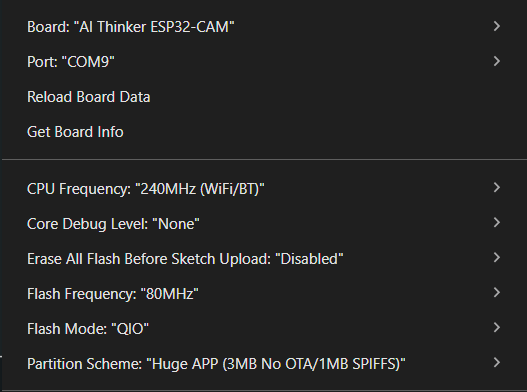 Board: "AI Thinker ESP32-CAM"
Port: "COM9"
Reload Board Data
Get Board Info
CPU Frequency: "240MHz (WiFi/BT)"
Core Debug Level: "None"
Erase All Flash Before Sketch Upload: "Disabled"
Flash Frequency: "80MHz"
Flash Mode: "QIO"
Partition Scheme: "Huge APP (3MB No OTA/1MB SPIFFS)"